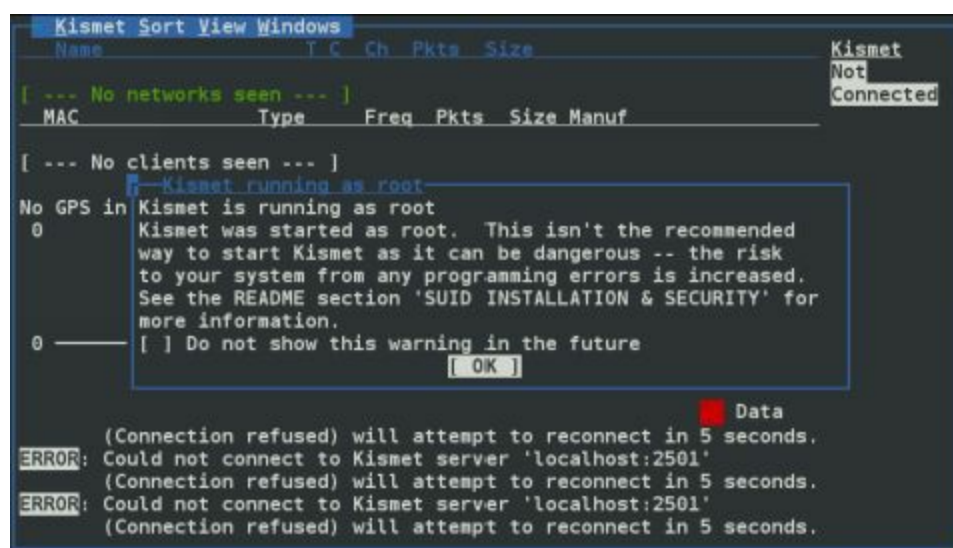 Kismet Sort View Windows
Name T C Ch Pkts Size
Kismet
Not
Connected
[ --- No networks seen --- ]
MAC Type Freq Pkts Size Manuf
[ --- No clients seen --- ]
Kismet running as root
No GPS in
Kismet is running as root
0
Kismet was started as root. This isn't the recommended
way to start Kismet as it can be dangerous -- the risk
to your system from any programming errors is increased.
See the README section 'SUID INSTALLATION & SECURITY' for
more information.
0
[ ] Do not show this warning in the future
[ OK ]
Data
(Connection refused) will attempt to reconnect in 5 seconds.
ERROR: Could not connect to Kismet server 'localhost:2501'
(Connection refused) will attempt to reconnect in 5 seconds.
ERROR: Could not connect to Kismet server 'localhost:2501'
(Connection refused) will attempt to reconnect in 5 seconds.